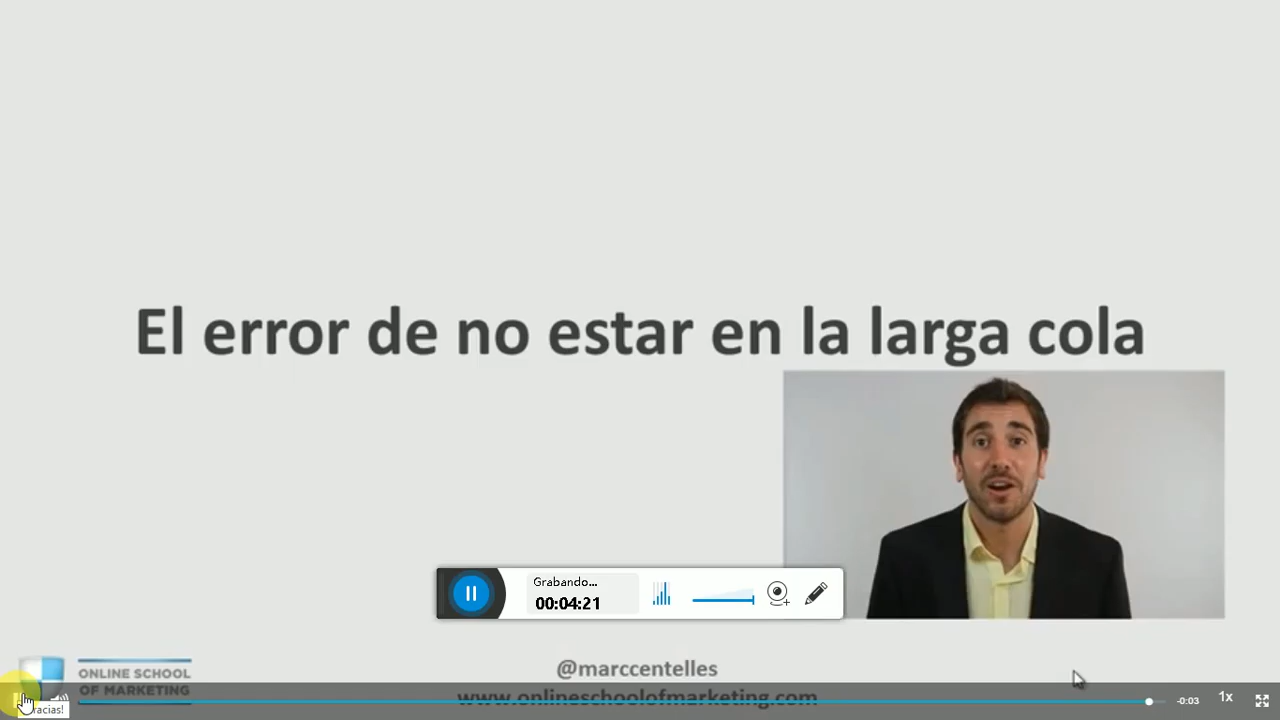 El error de no estar en la larga cola
Grabando...
00:04:21
ONLINE SCHOOL
OF MARKETING
@marccentelles
www.onlineschoolofmarketing.com
-0:03
1x
Gracias!